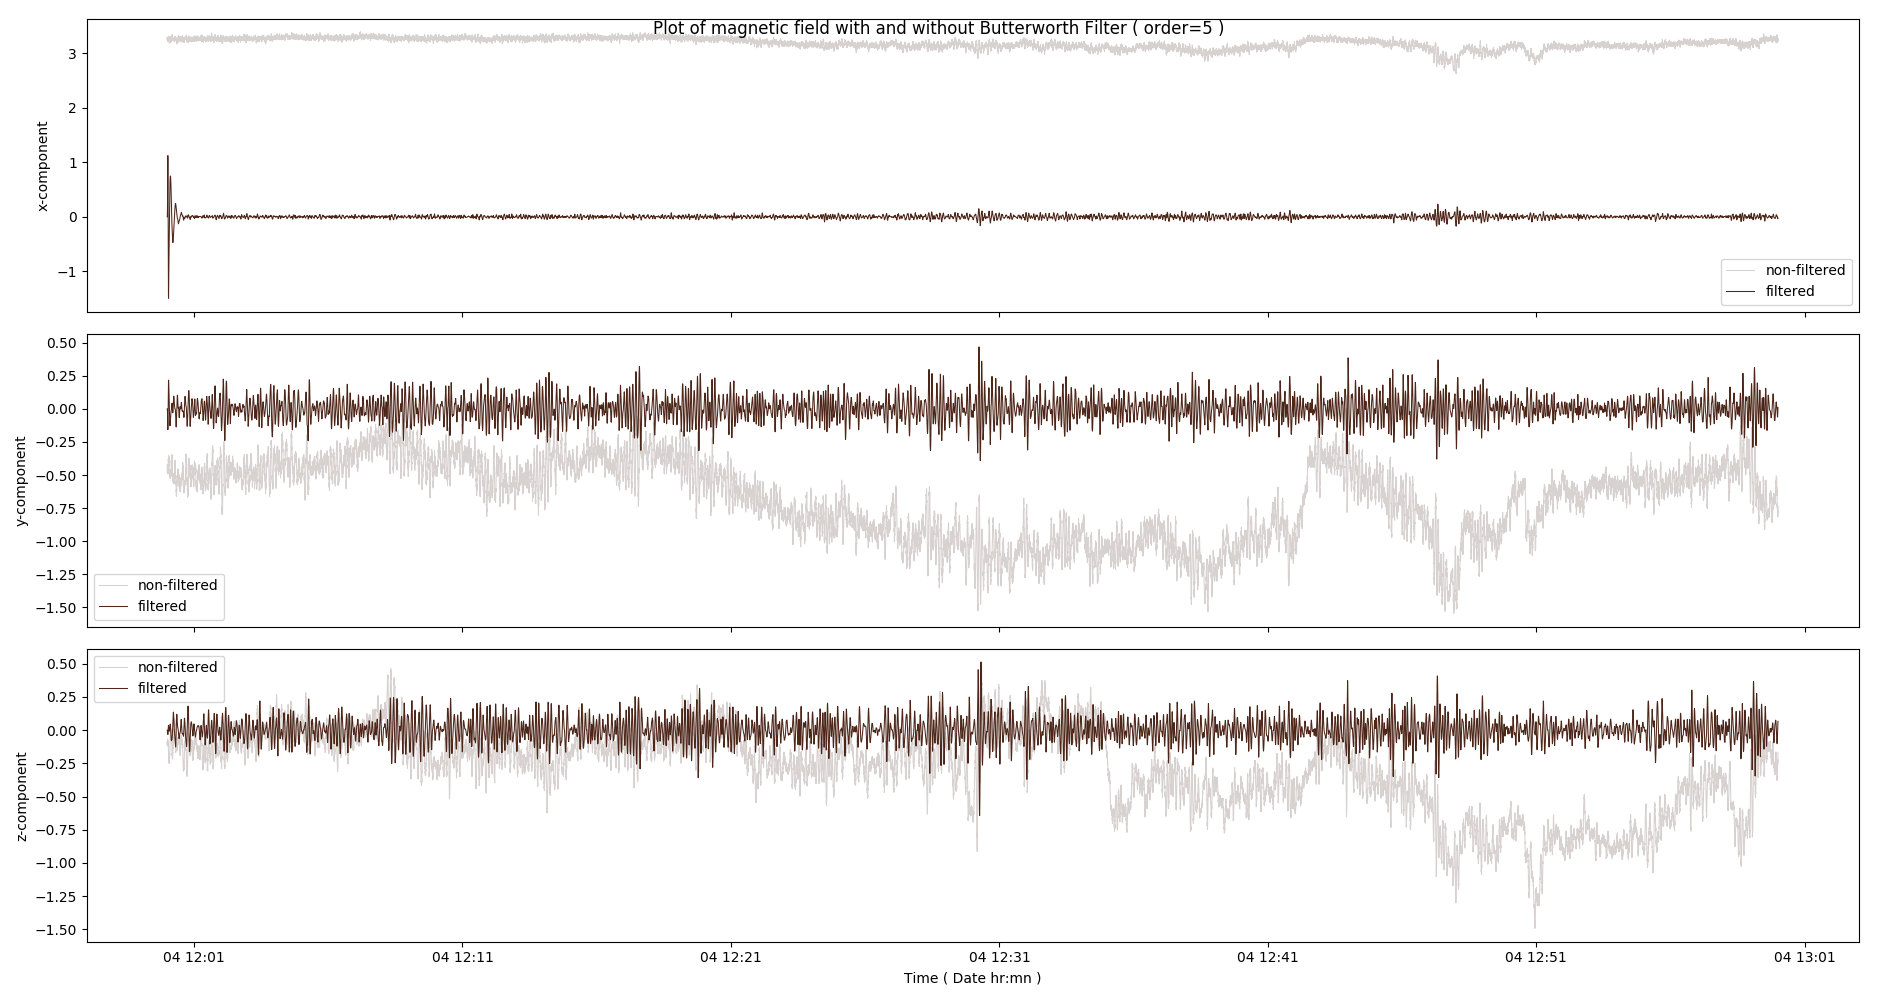 Plot of magnetic field with and without Butterworth Filter ( order=5 )
3
2
1
0
−1
x-component
non-filtered
filtered
0.50
0.25
0.00
−0.25
−0.50
−0.75
−1.00
−1.25
−1.50
y-component
non-filtered
filtered
0.50
0.25
0.00
−0.25
−0.50
−0.75
−1.00
−1.25
−1.50
z-component
non-filtered
filtered
04 12:01 04 12:11 04 12:21 04 12:31 04 12:41 04 12:51 04 13:01
Time ( Date hr:mn )